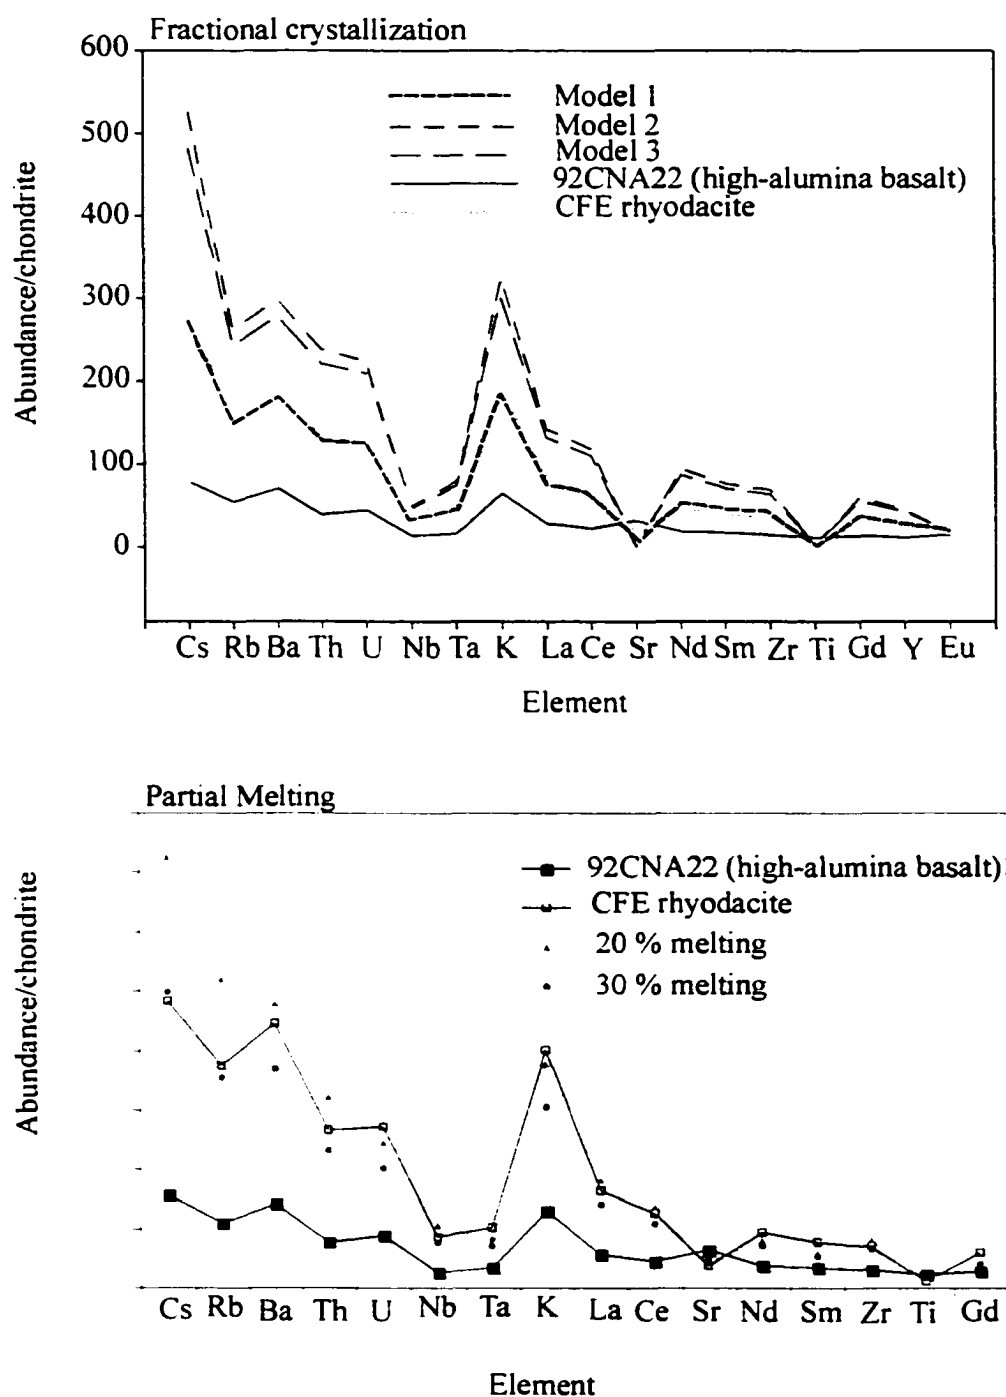 Fractional crystallization
600
500
400
300
200
100
0
Abundance/chondrite
Model 1
Model 2
Model 3
92CNA22 (high-alumina basalt)
CFE rhyodacite
Cs Rb Ba Th U Nb Ta K La Ce Sr Nd Sm Zr Ti Gd Y Eu
Element
Partial Melting
Abundance/chondrite
92CNA22 (high-alumina basalt)
CFE rhyodacite
20 % melting
30 % melting
Cs Rb Ba Th U Nb Ta K La Ce Sr Nd Sm Zr Ti Gd
Element